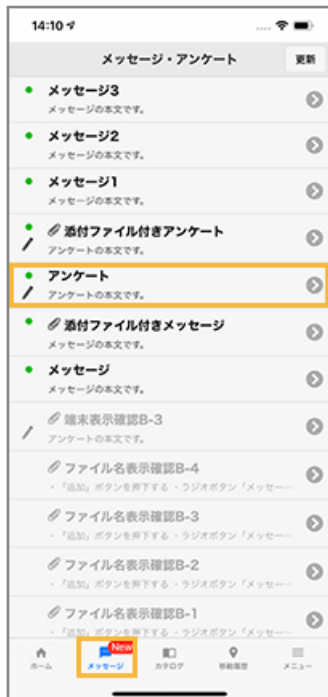 14:10
メッセージ・アンケート
更新
メッセージ3
メッセージの本文です。
メッセージ2
メッセージの本文です。
メッセージ1
メッセージの本文です。
添付ファイル付きアンケート
アンケートの本文です。
アンケート
アンケートの本文です。
添付ファイル付きメッセージ
メッセージの本文です。
メッセージ
メッセージの本文です。
端末表示確認B-3
アンケートの本文です。
ファイル名表示確認B-4
・「追加」ボタンを押下する ・ラジオボタン「メッセー…
ファイル名表示確認B-3
・「追加」ボタンを押下する ・ラジオボタン「メッセー…
ファイル名表示確認B-2
・「追加」ボタンを押下する ・ラジオボタン「メッセー…
ファイル名表示確認B-1
・「追加」ボタンを押下する ・ラジオボタン「メッセー…
New
ホーム
メッセージ
カタログ
移動履歴
メニュー